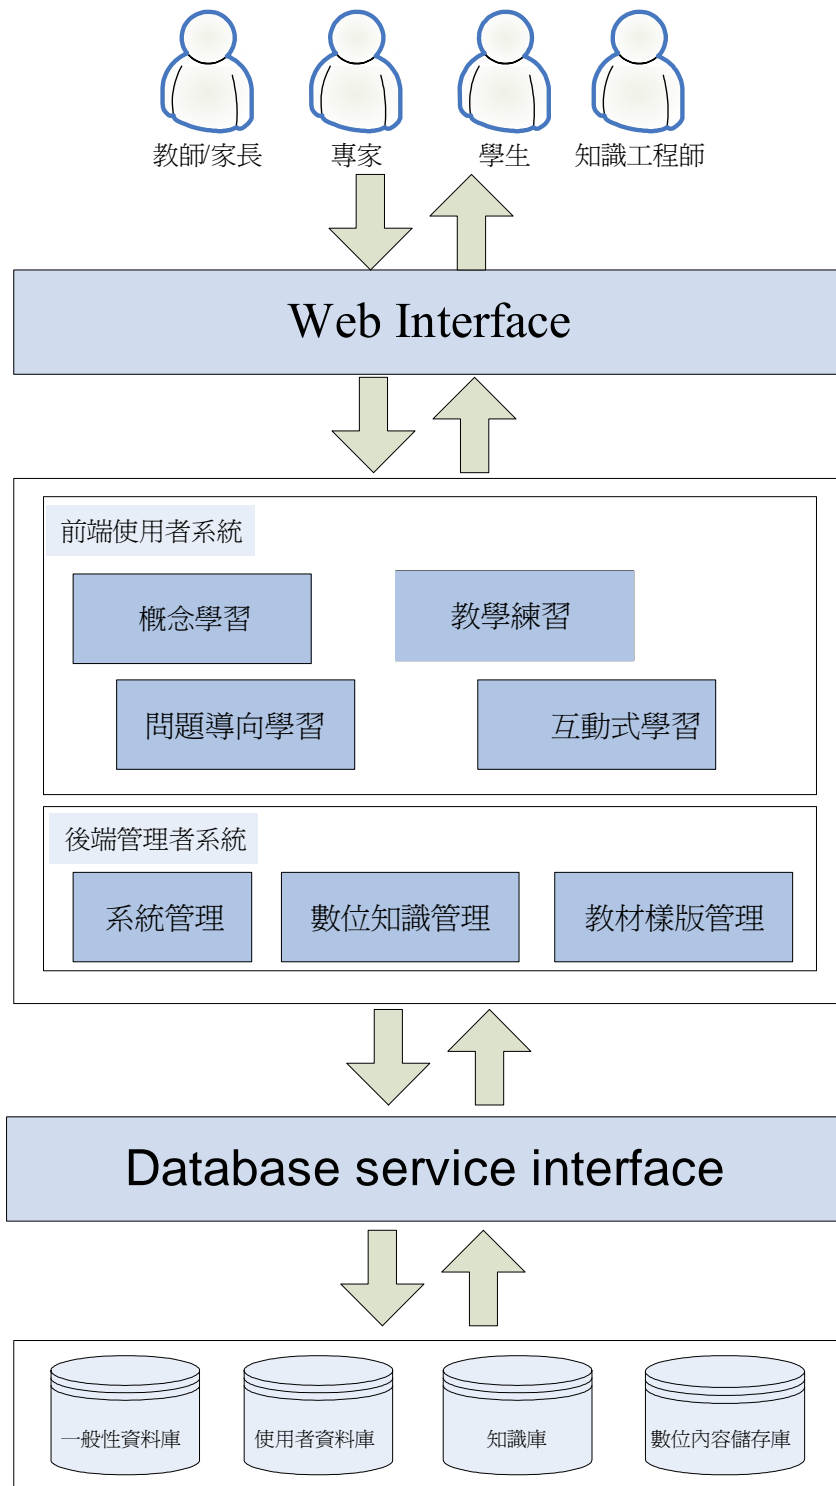 教師/家長
專家
學生
知識工程師
Web Interface
前端使用者系統
概念學習
教學練習
問題導向學習
互動式學習
後端管理者系統
系統管理
數位知識管理
教材樣版管理
Database service interface
一般性資料庫
使用者資料庫
知識庫
數位內容儲存庫